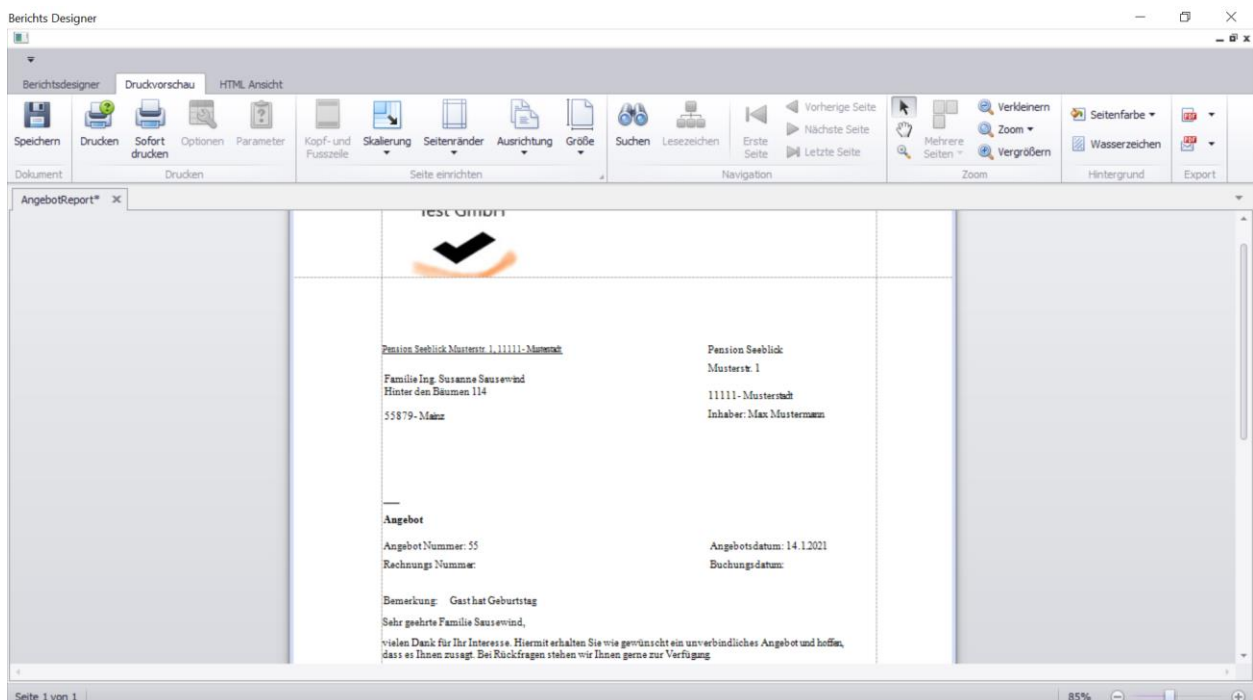 Berichts Designer
Berichtsdesigner Druckvorschau HTML Ansicht
Speichern
Drucken
Sofort drucken
Optionen
Parameter
Kopf- und Fusszeile
Skalierung
Seitenränder
Ausrichtung
Größe
Suchen
Lesezeichen
Erste Seite
Vorherige Seite
Nächste Seite
Letzte Seite
Mehrere Seiten
Verkleinern
Zoom
Vergrößern
Seitenfarbe
Wasserzeichen
Dokument
Drucken
Seite einrichten
Navigation
Zoom
Hintergrund
Export
AngebotReport*
Test GmbH
Pension Seeblick Musterstr. 1, 11111- Musterstadt
Pension Seeblick
Musterstr. 1
Familie Ing. Susanne Sausewind
Hinter den Bäumen 114
11111- Musterstadt
55879- Mainz
Inhaber: Max Mustermann
Angebot
Angebot Nummer: 55
Angebotsdatum: 14.1.2021
Rechnungs Nummer:
Buchungsdatum:
Bemerkung: Gast hat Geburtstag
Sehr geehrte Familie Sausewind,
vielen Dank für Ihr Interesse. Hiermit erhalten Sie wie gewünscht ein unverbindliches Angebot und hoffen,
dass es Ihnen zusagt. Bei Rückfragen stehen wir Ihnen gerne zur Verfügung.
Seite 1 von 1
85%